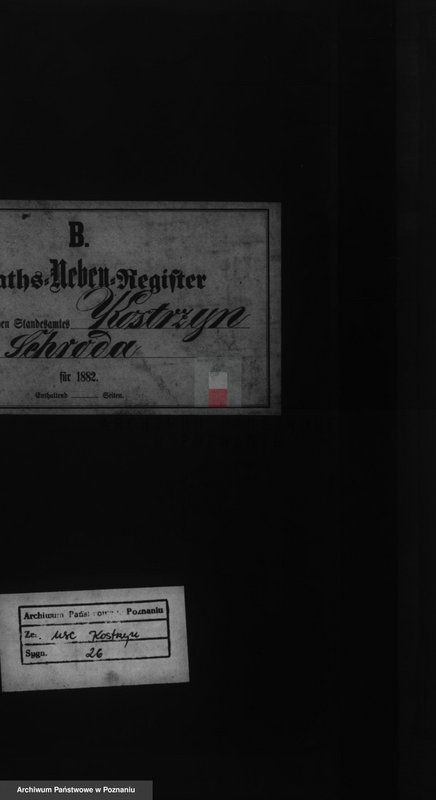 B.
aths-Neben-Register
en Standesamtes Kostrzyn
Schroda
für 1882.
Enthaltend Seiten.
Archiwum Państwowe w Poznaniu
Ze: USC Kostrzyn
Sygn. 26
Archiwum Państwowe w Poznaniu